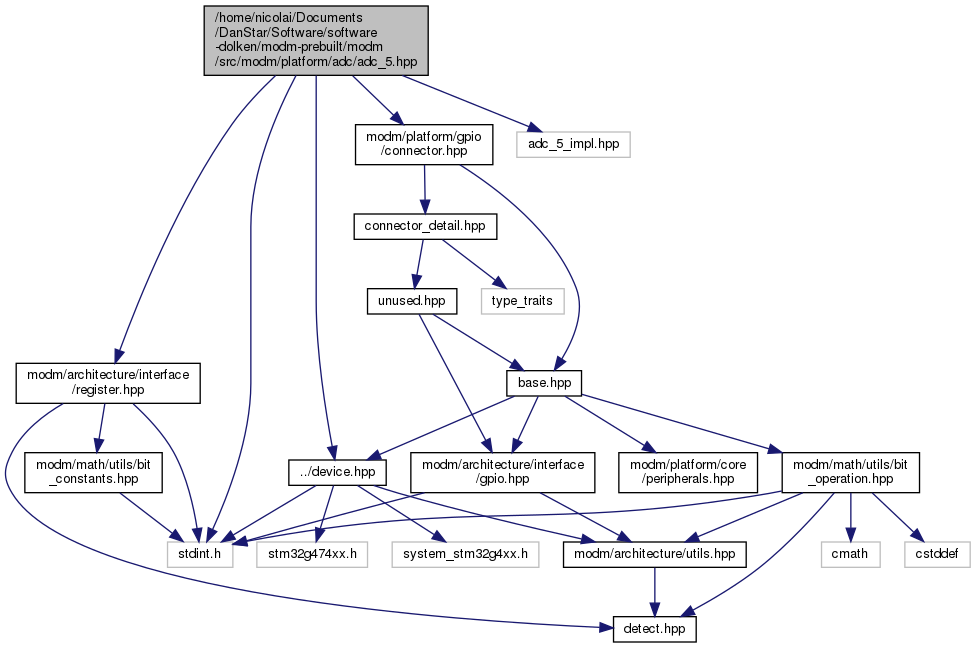 /home/nicolai/Documents
/DanStar/Software/software
-dolken/modm-prebuilt/modm
/src/modm/platform/adc/adc_5.hpp
modm/platform/gpio
/connector.hpp
adc_5_impl.hpp
connector_detail.hpp
unused.hpp
type_traits
modm/architecture/interface
/register.hpp
base.hpp
modm/math/utils/bit
_constants.hpp
../device.hpp
modm/architecture/interface
/gpio.hpp
modm/platform/core
/peripherals.hpp
modm/math/utils/bit
_operation.hpp
stdint.h
stm32g474xx.h
system_stm32g4xx.h
modm/architecture/utils.hpp
cmath
cstddef
detect.hpp